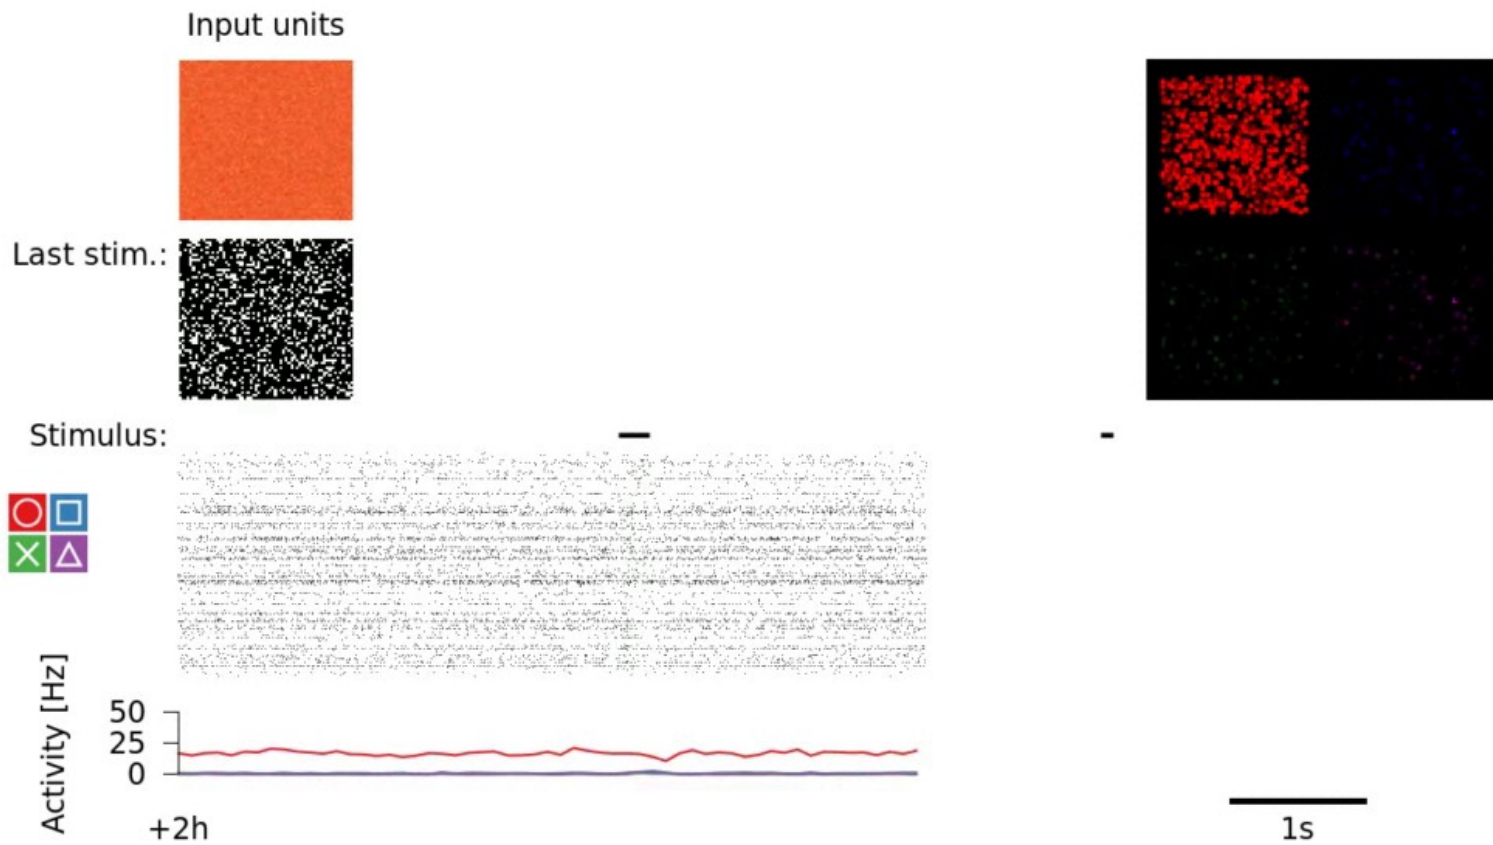 Input units
Last stim.:
Stimulus:
Activity [Hz]
50
25
0
+2h
1s